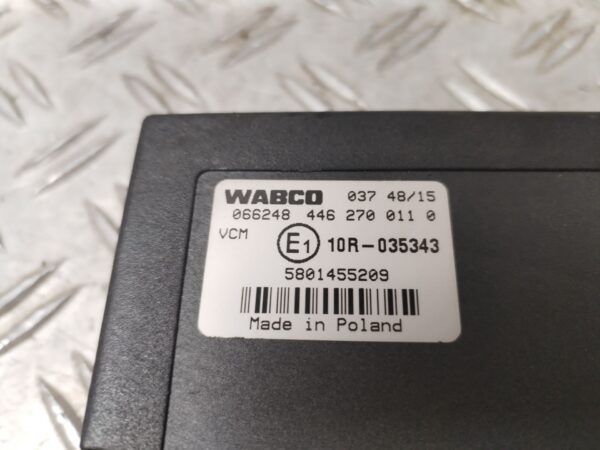 WABCO 037 48/15
066248 446 270 011 0
VCM E1 10R-035343
5801455209
Made in Poland